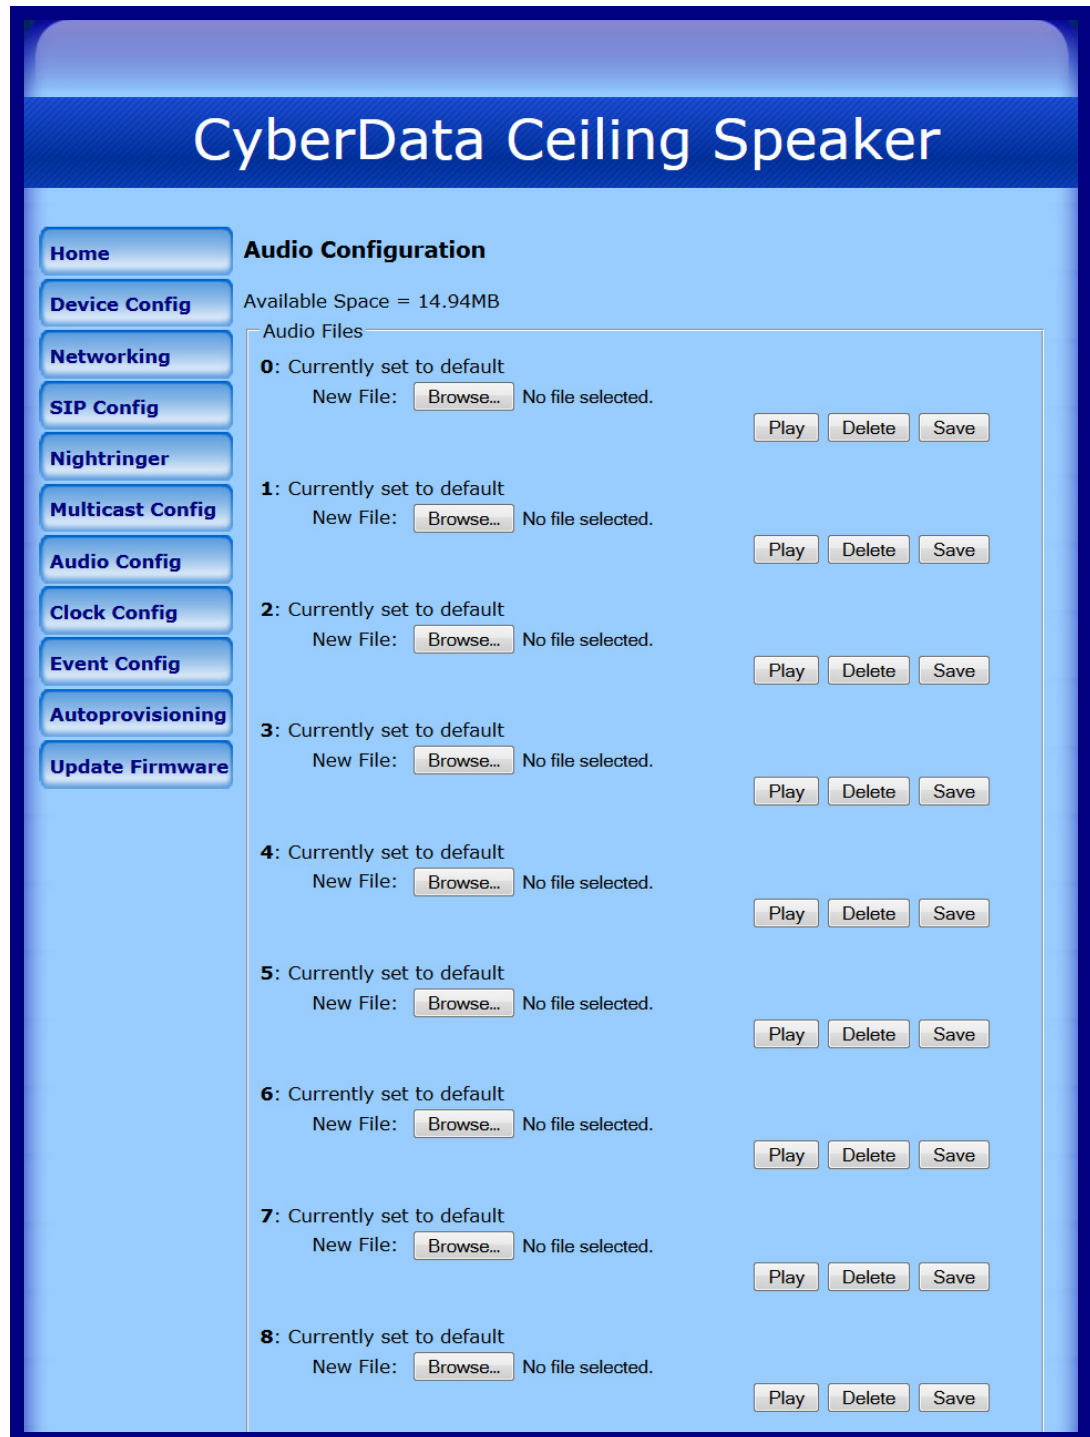 CyberData Ceiling Speaker
Home
Device Config
Networking
SIP Config
Nightringer
Multicast Config
Audio Config
Clock Config
Event Config
Autoprovisioning
Update Firmware
Audio Configuration
Available Space = 14.94MB
Audio Files
0: Currently set to default
New File: Browse... No file selected.
Play Delete Save
1: Currently set to default
New File: Browse... No file selected.
Play Delete Save
2: Currently set to default
New File: Browse... No file selected.
Play Delete Save
3: Currently set to default
New File: Browse... No file selected.
Play Delete Save
4: Currently set to default
New File: Browse... No file selected.
Play Delete Save
5: Currently set to default
New File: Browse... No file selected.
Play Delete Save
6: Currently set to default
New File: Browse... No file selected.
Play Delete Save
7: Currently set to default
New File: Browse... No file selected.
Play Delete Save
8: Currently set to default
New File: Browse... No file selected.
Play Delete Save